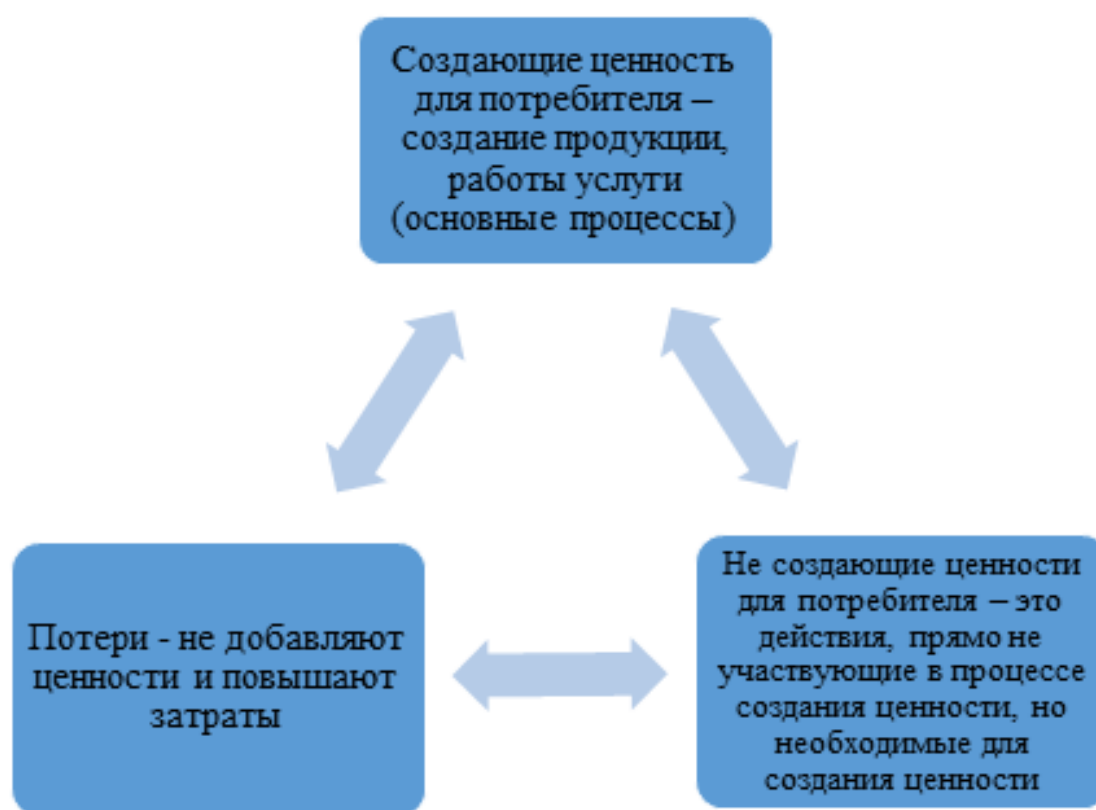 Создающие ценность
для потребителя –
создание продукции,
работы услуги
(основные процессы)
Потери - не добавляют
ценности и повышают
затраты
Не создающие ценности
для потребителя – это
действия, прямо не
участвующие в процессе
создания ценности, но
необходимые для
создания ценности